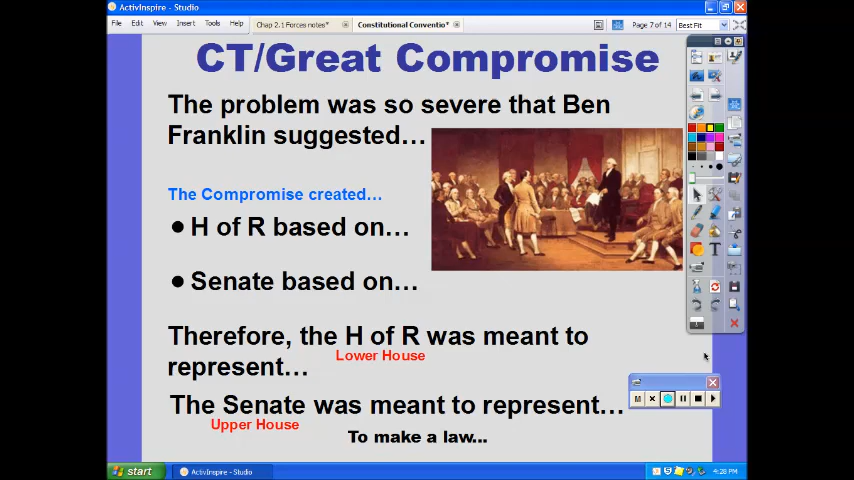 ActivInspire - Studio
File Edit View Insert Tools Help
Chap 2.1 Forces notes*
Constitutional Conventio*
Page 7 of 14
Best Fit
CT/Great Compromise
The problem was so severe that Ben
Franklin suggested…
The Compromise created…
● H of R based on…
● Senate based on…
Therefore, the H of R was meant to
Lower House
represent…
The Senate was meant to represent…
Upper House
To make a law…
start
ActivInspire - Studio
4:28 PM